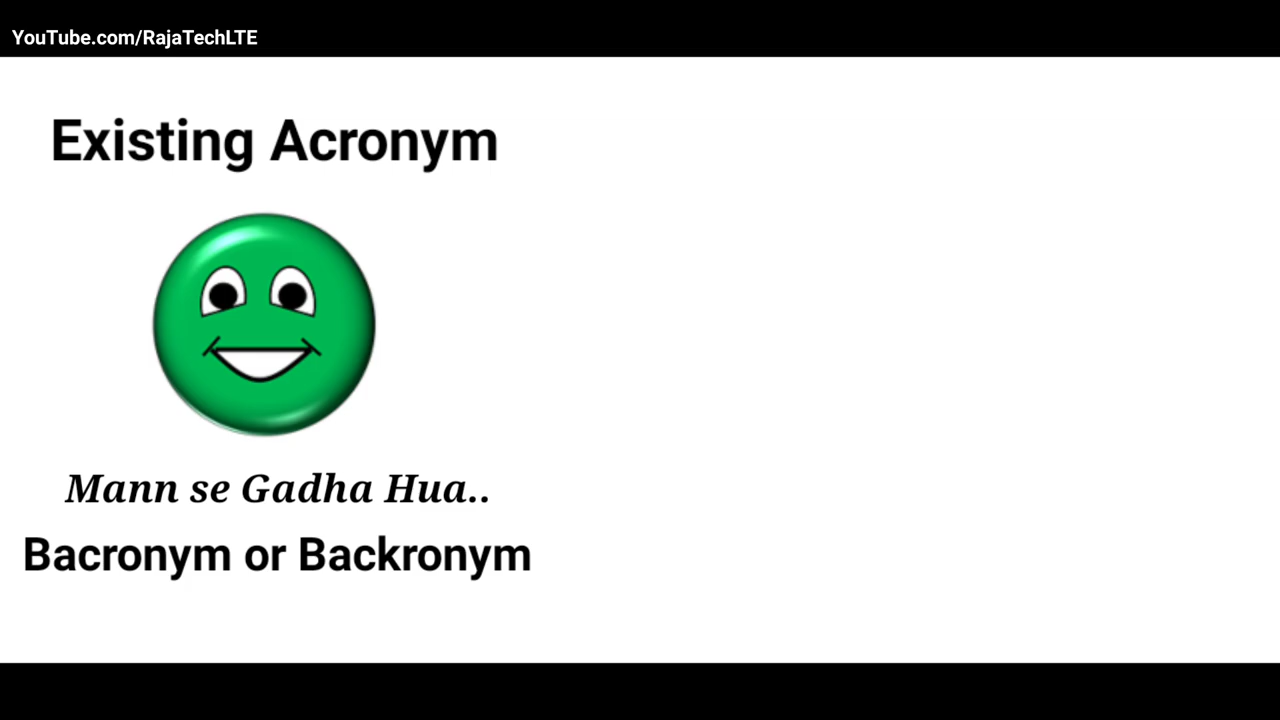 YouTube.com/RajaTechLTE
Existing Acronym
Mann se Gadha Hua..
Bacronym or Backronym